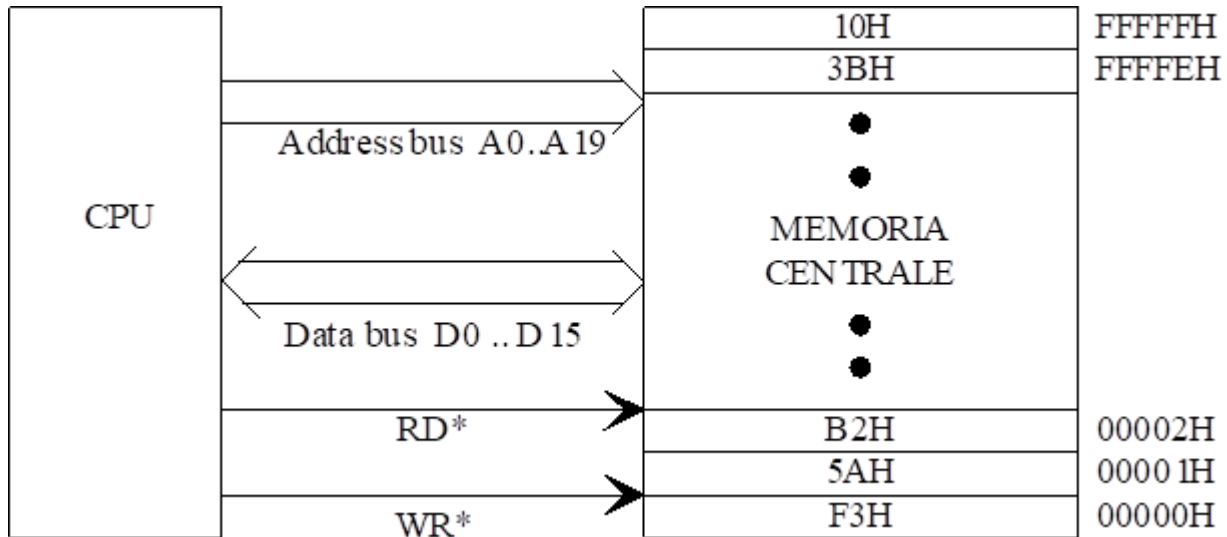 10H FFFFFH
3BH FFFFEH
Address bus A0..A19
CPU
MEMORIA
CENTRALE
Data bus D0 .. D15
RD*
B2H 00002H
5AH 00001H
WR*
F3H 00000H